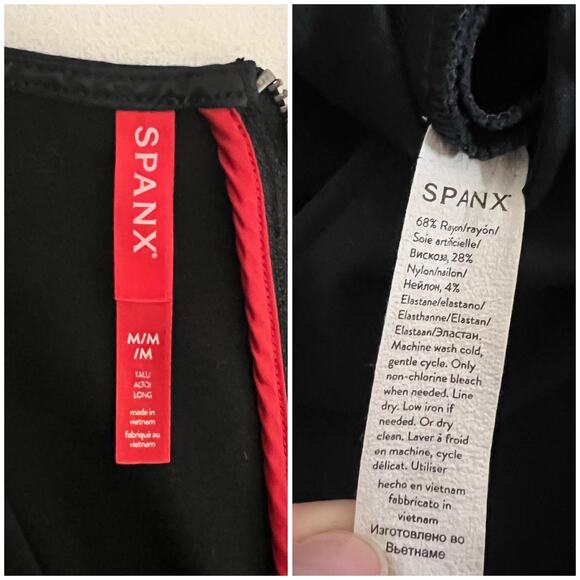 SPANX®
M/M
/M
TALL/
ALTO/
LONG
made in
vietnam
fabriqué au
vietnam
SPANX®
68% Rayon/rayón/
Soie artificielle/
Вискоза, 28%
Nylon/nailon/
Нейлон, 4%
Elastane/elastano/
Elasthanne/Elastan/
Elastaan/Эластан.
Machine wash cold,
gentle cycle. Only
non-chlorine bleach
when needed. Line
dry. Low iron if
needed. Or dry
clean. Laver à froid
en machine, cycle
délicat. Utiliser
hecho en vietnam
fabbricato in
vietnam
Изготовлено во
Вьетнаме